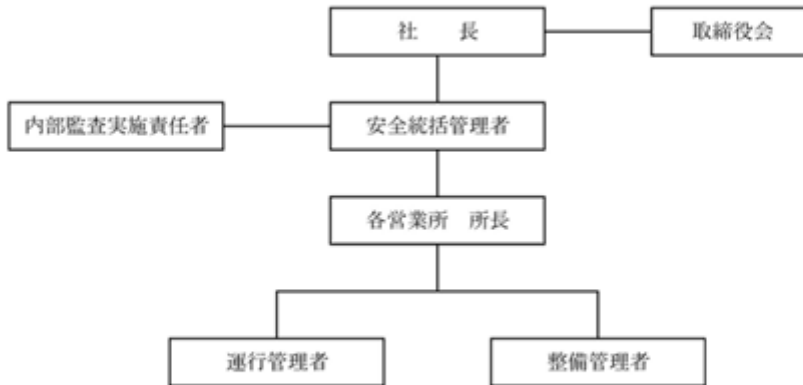 社　　長
取締役会
内部監査実施責任者
安全統括管理者
各営業所　所長
運行管理者
整備管理者